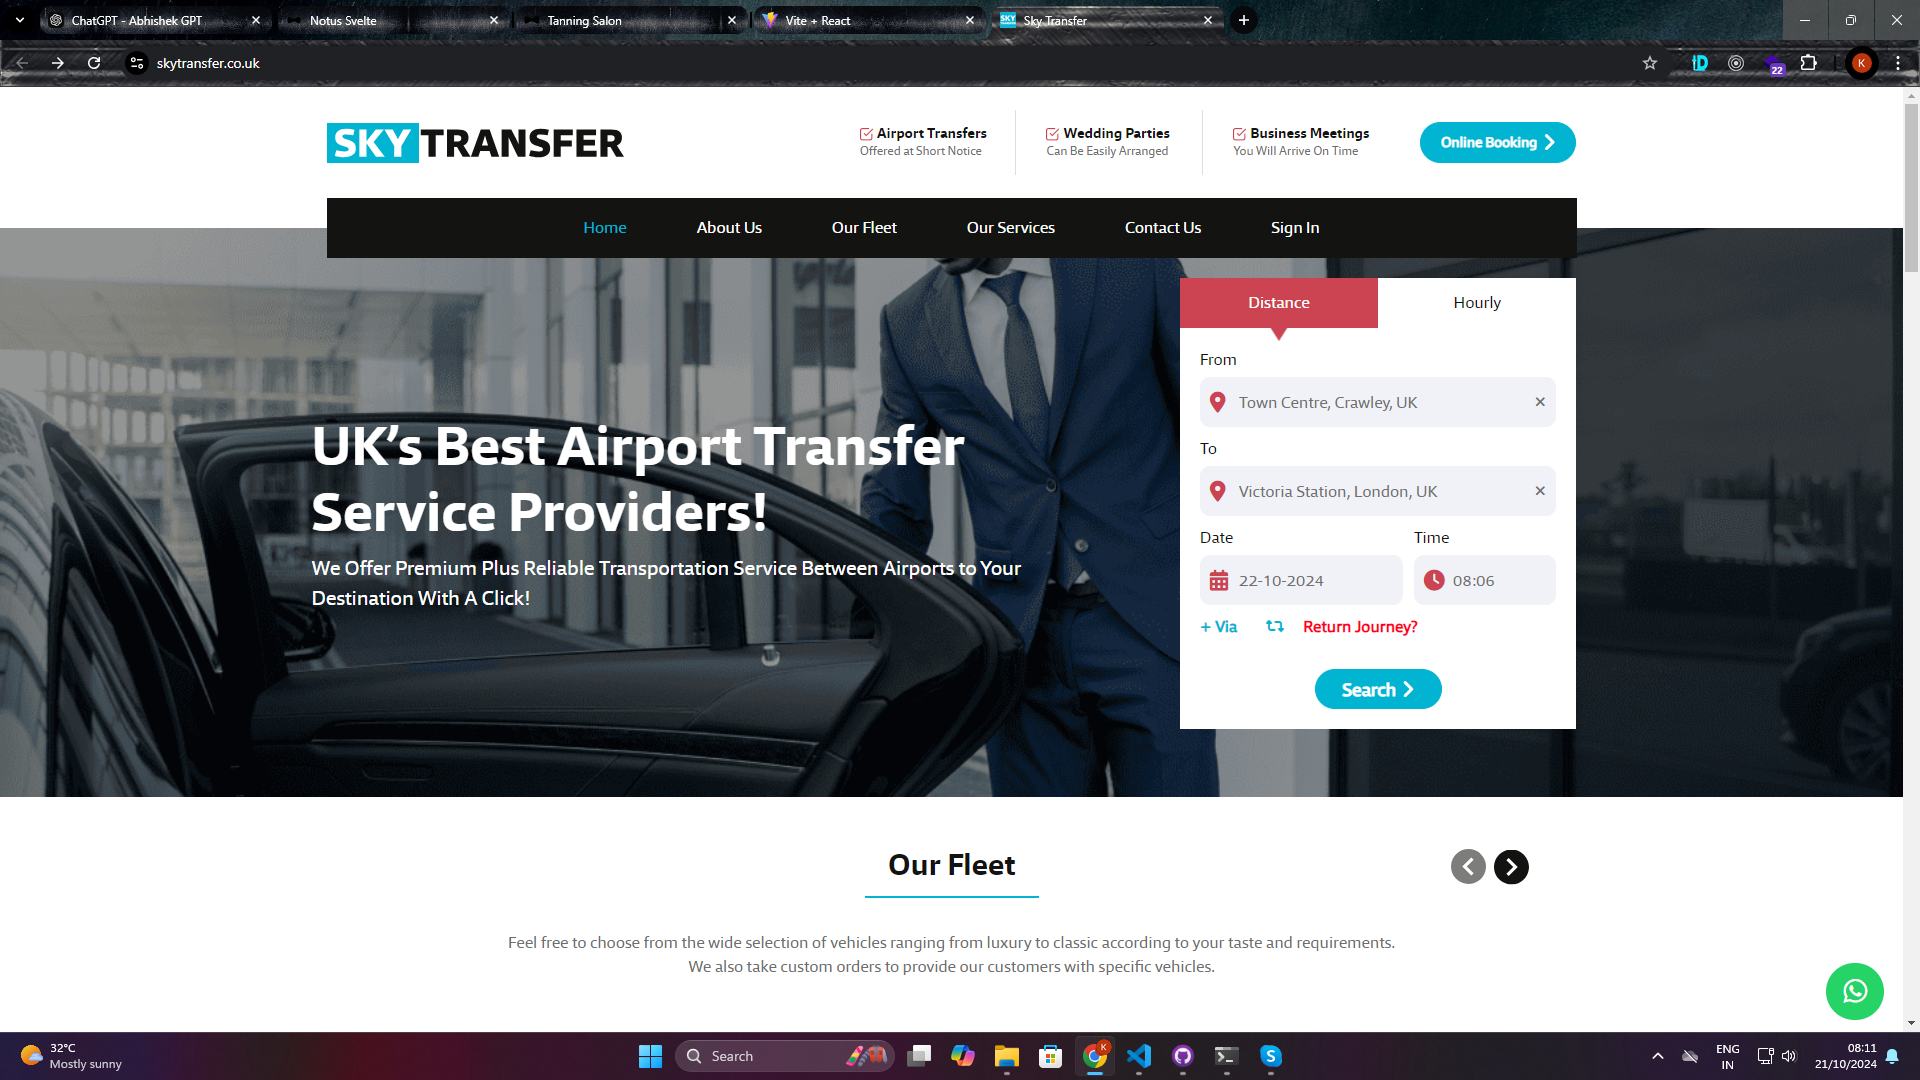 ChatGPT - Abhishek GPT
Notus Svelte
Tanning Salon
Vite + React
Sky Transfer
skytransfer.co.uk
22
K
SKY TRANSFER
Airport Transfers
Offered at Short Notice
Wedding Parties
Can Be Easily Arranged
Business Meetings
You Will Arrive On Time
Online Booking
Home
About Us
Our Fleet
Our Services
Contact Us
Sign In
UK’s Best Airport Transfer
Service Providers!
We Offer Premium Plus Reliable Transportation Service Between Airports to Your
Destination With A Click!
Distance
Hourly
From
Town Centre, Crawley, UK
To
Victoria Station, London, UK
Date
Time
22-10-2024
08:06
+ Via
Return Journey?
Search
Our Fleet
Feel free to choose from the wide selection of vehicles ranging from luxury to classic according to your taste and requirements.
We also take custom orders to provide our customers with specific vehicles.
32°C
Mostly sunny
Search
K
ENG
IN
08:11
21/10/2024